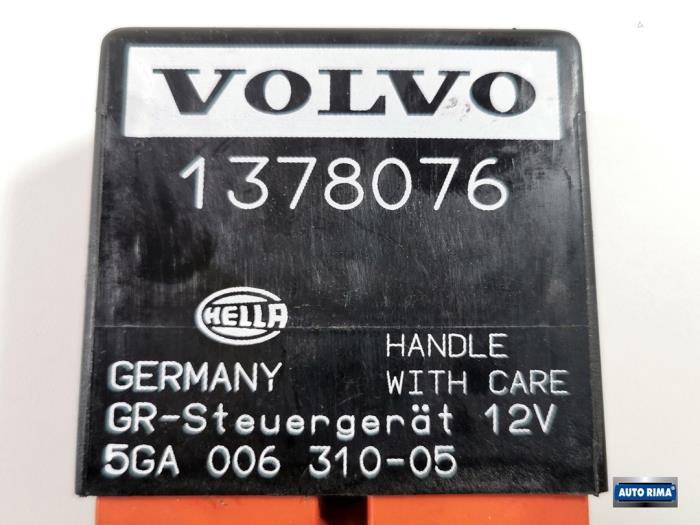 VOLVO
1378076
HELLA
HANDLE
GERMANY WITH CARE
GR-Steuergerät 12V
5GA 006 310-05
AUTO RIMA